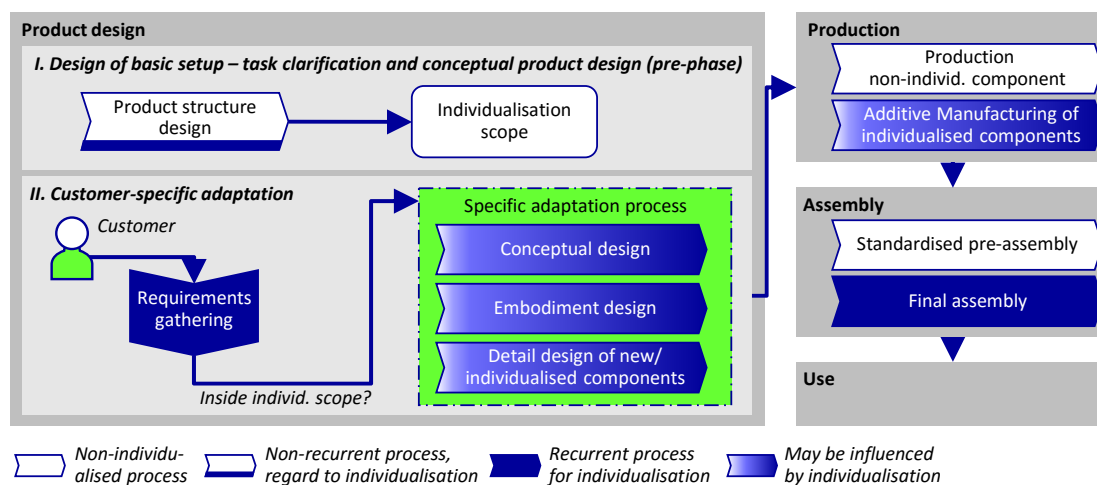 Product design
I. Design of basic setup – task clarification and conceptual product design (pre-phase)
Product structure
design
Individualisation
scope
II. Customer-specific adaptation
Customer
Requirements
gathering
Inside individ. scope?
Specific adaptation process
Conceptual design
Embodiment design
Detail design of new/
individualised components
Production
Production
non-individ. component
Additive Manufacturing of
individualised components
Assembly
Standardised pre-assembly
Final assembly
Use
Non-individu-
alised process
Non-recurrent process,
regard to individualisation
Recurrent process
for individualisation
May be influenced
by individualisation